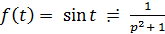 f(t) = sin t ≓ 1/(p²+1)